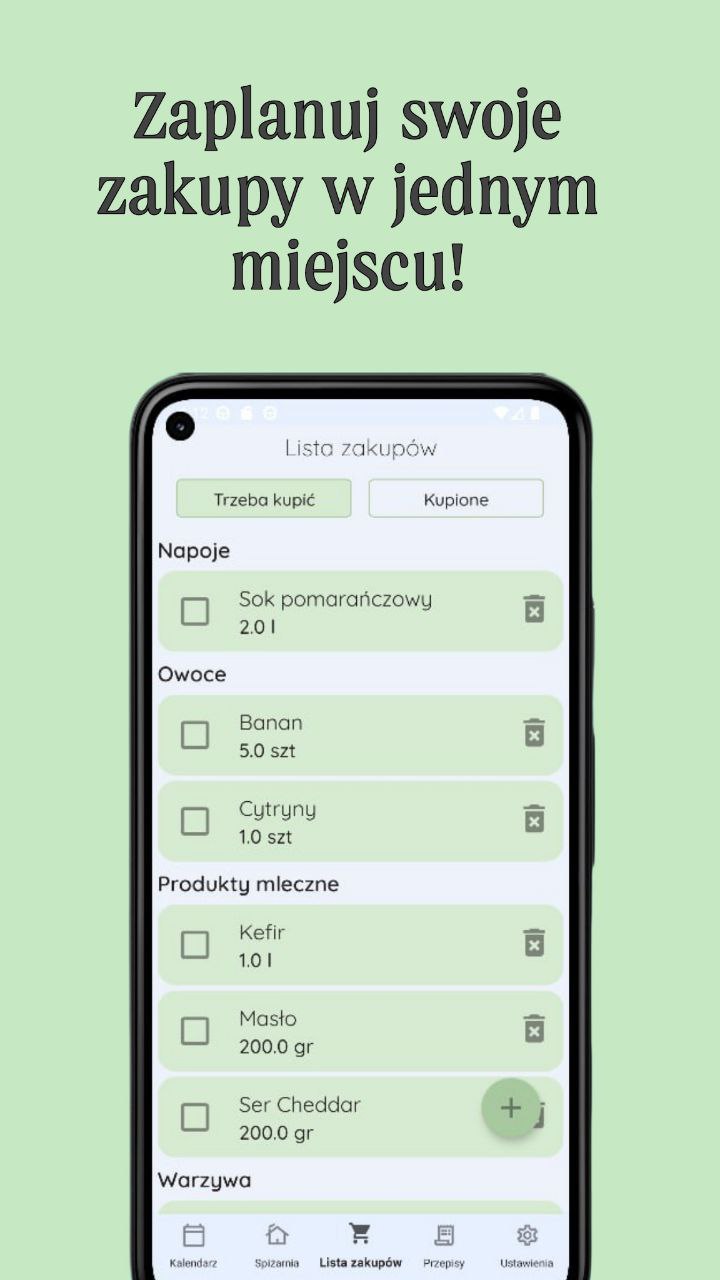 Zaplanuj swoje
zakupy w jednym
miejscu!
Lista zakupów
Trzeba kupić
Kupione
Napoje
Sok pomarańczowy
2.0 l
Owoce
Banan
5.0 szt
Cytryny
1.0 szt
Produkty mleczne
Kefir
1.0 l
Masło
200.0 gr
Ser Cheddar
200.0 gr
+
Warzywa
Kalendarz
Spiżarnia
Lista zakupów
Przepisy
Ustawienia